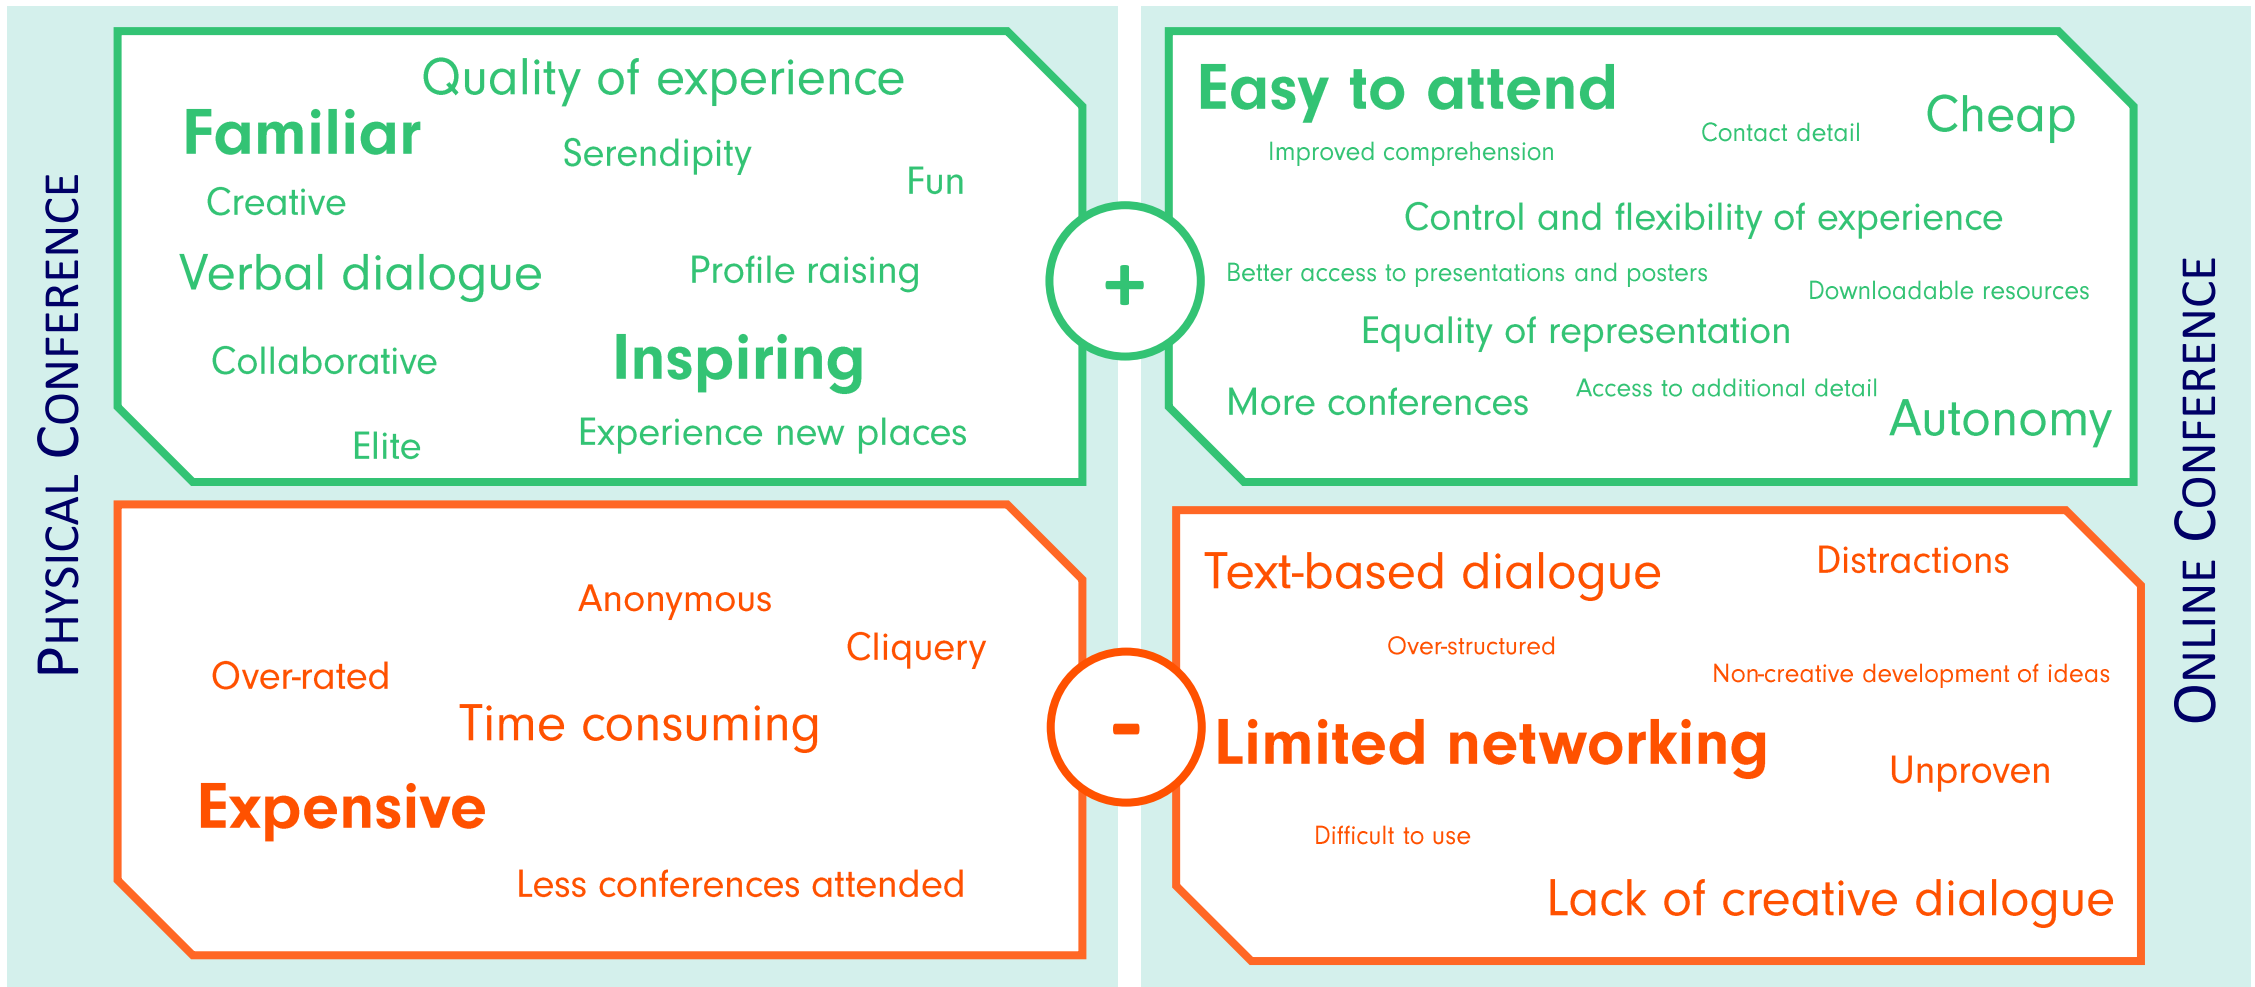 PHYSICAL CONFERENCE
Quality of experience
Familiar
Serendipity
Fun
Creative
Verbal dialogue
Profile raising
Inspiring
Collaborative
Experience new places
Elite
+
Easy to attend
Cheap
Contact detail
Improved comprehension
Control and flexibility of experience
Better access to presentations and posters
Downloadable resources
Equality of representation
Access to additional detail
More conferences
Autonomy
Anonymous
Cliquery
Over-rated
Time consuming
Expensive
Less conferences attended
-
Text-based dialogue
Distractions
Over-structured
Non-creative development of ideas
Limited networking
Unproven
Difficult to use
Lack of creative dialogue
ONLINE CONFERENCE